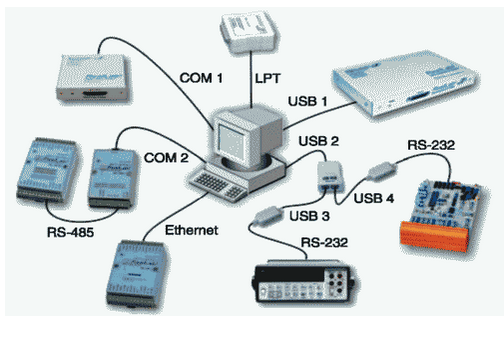 COM 1
LPT
USB 1
COM 2
USB 2
RS-232
RS-485
Ethernet
USB 3
USB 4
RS-232